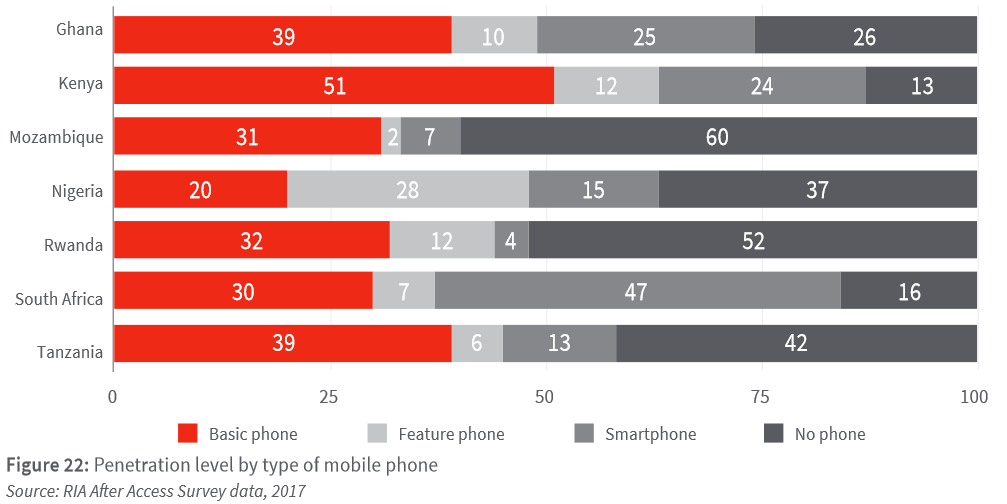 Ghana 39 10 25 26
Kenya 51 12 24 13
Mozambique 31 2 7 60
Nigeria 20 28 15 37
Rwanda 32 12 4 52
South Africa 30 7 47 16
Tanzania 39 6 13 42
0 25 50 75 100
Basic phone Feature phone Smartphone No phone
Figure 22: Penetration level by type of mobile phone
Source: RIA After Access Survey data, 2017